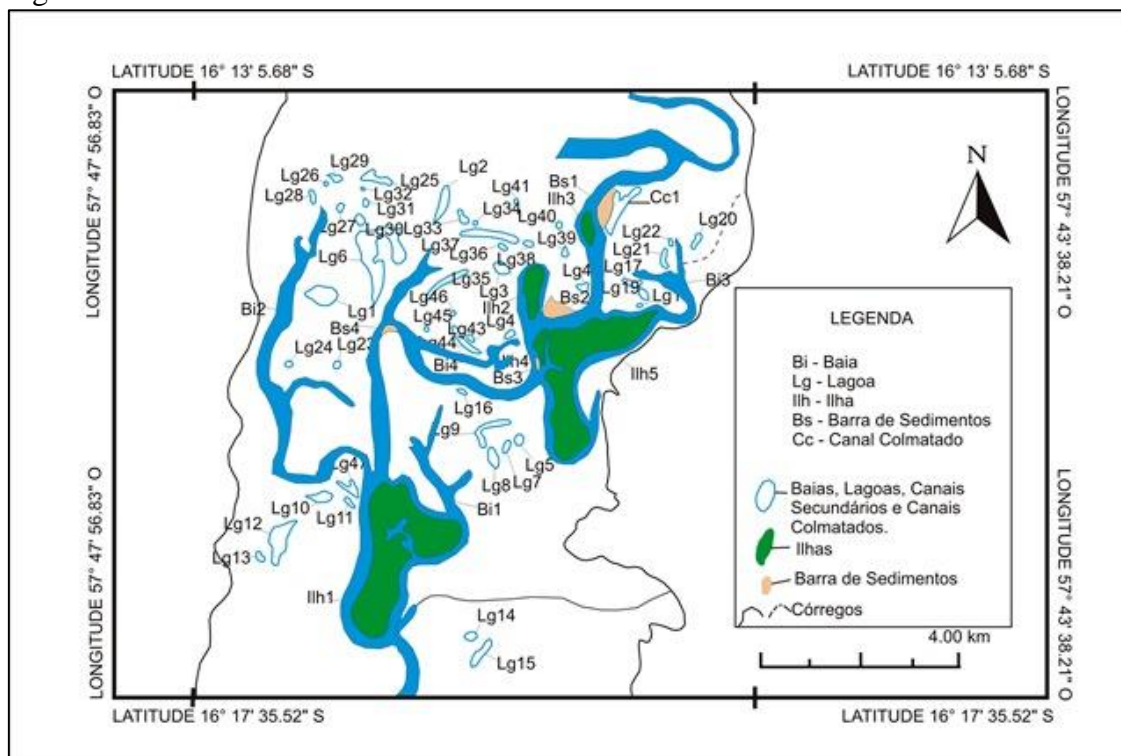 LATITUDE 16° 13' 5.68" S
LATITUDE 16° 13' 5.68" S
LONGITUDE 57° 47' 56.83" O
LONGITUDE 57° 43' 38.21" O
N
Lg29
Lg26
Lg28
Lg25
Lg2
Lg32
Lg31
Lg27
Lg30
Lg33
Lg34
Lg41
Lg40
Bs1
Ilh3
Cc1
Lg20
Lg22
Lg21
Lg39
Lg37
Lg36
Lg38
Lg6
Lg35
Lg3
Ilh2
Lg4
Lg17
Lg19
Lg1
Bi3
Bs2
Lg46
Lg45
Lg43
Lg4
Lg44
Bi2
Lg1
Bs4
Lg24
Lg23
Bi4
Ilh4
Bs3
Ilh5
Lg16
Lg9
Lg5
Lg7
Lg8
Lg47
Lg10
Lg11
Lg12
Lg13
Bi1
Ilh1
Lg14
Lg15
LEGENDA
Bi - Baia
Lg - Lagoa
Ilh - Ilha
Bs - Barra de Sedimentos
Cc - Canal Colmatado
Baías, Lagoas, Canais
Secundários e Canais
Colmatados.
Ilhas
Barra de Sedimentos
Córregos
4.00 km
LONGITUDE 57° 47' 56.83" O
LONGITUDE 57° 43' 38.21" O
LATITUDE 16° 17' 35.52" S
LATITUDE 16° 17' 35.52" S